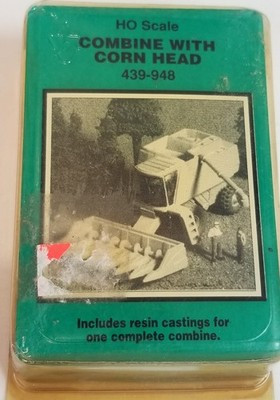 HO Scale
COMBINE WITH
CORN HEAD
439-948
Includes resin castings for
one complete combine.